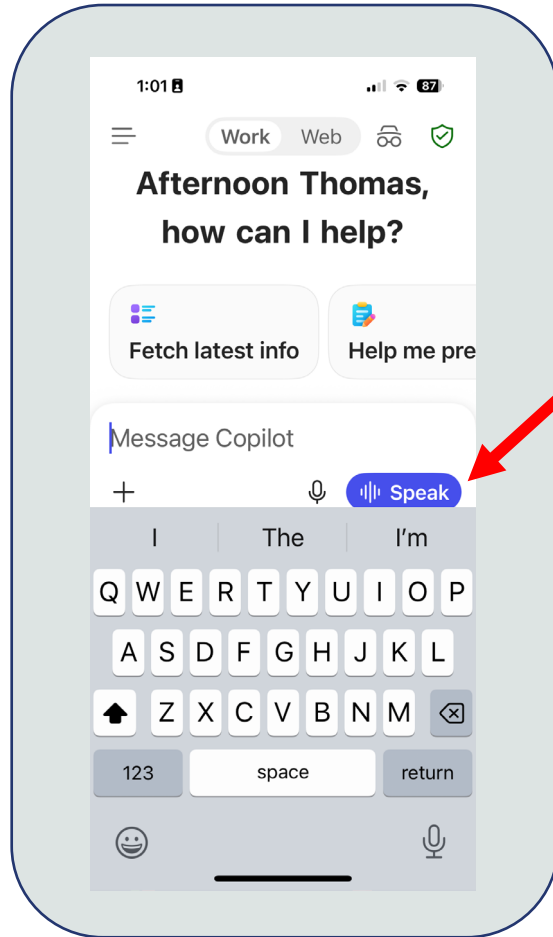 1:01 87
Work Web
Afternoon Thomas,
how can I help?
Fetch latest info Help me pre
Message Copilot
Speak
I The I'm
Q W E R T Y U I O P
A S D F G H J K L
Z X C V B N M
123 space return